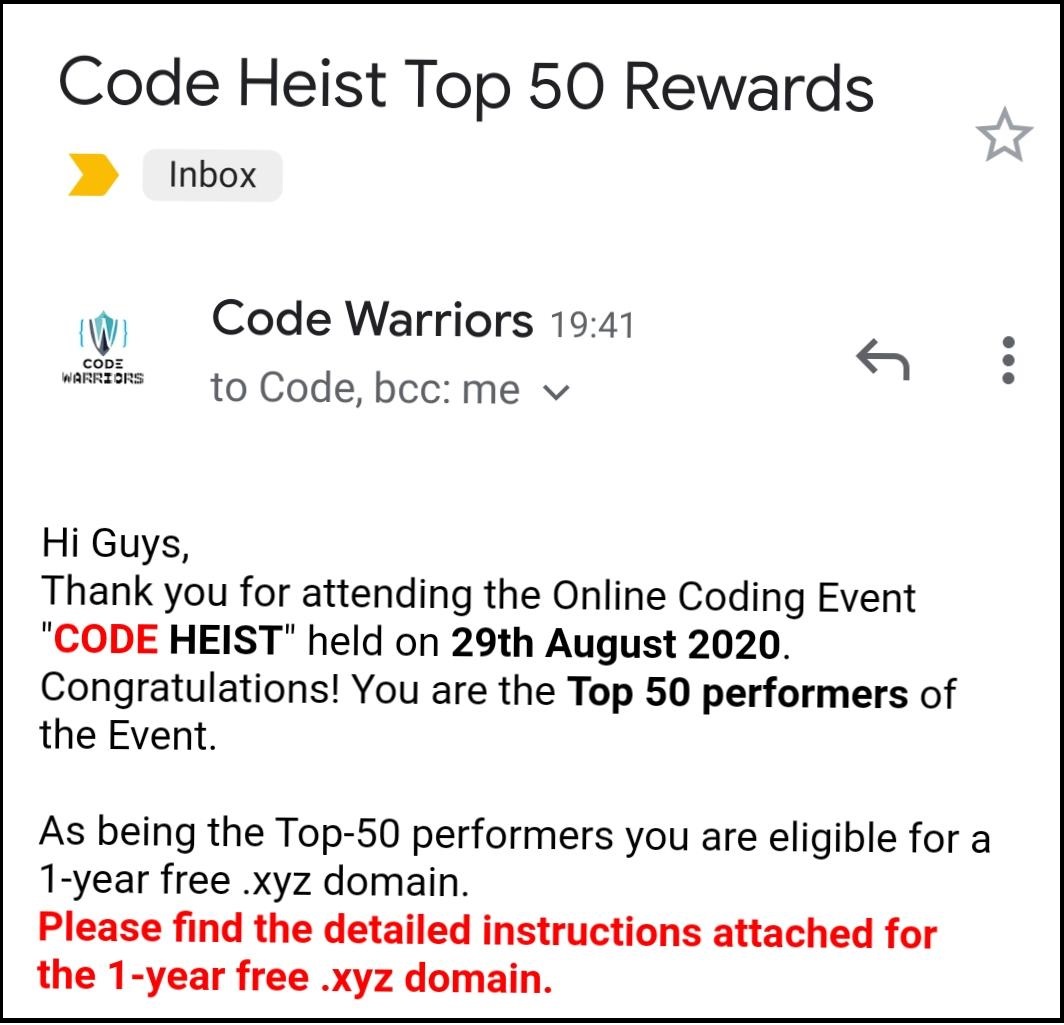 Code Heist Top 50 Rewards
Inbox
Code Warriors 19:41
{W}
CODE
WARRIORS
to Code, bcc: me
Hi Guys,
Thank you for attending the Online Coding Event
"CODE HEIST" held on 29th August 2020.
Congratulations! You are the Top 50 performers of
the Event.
As being the Top-50 performers you are eligible for a
1-year free .xyz domain.
Please find the detailed instructions attached for
the 1-year free .xyz domain.